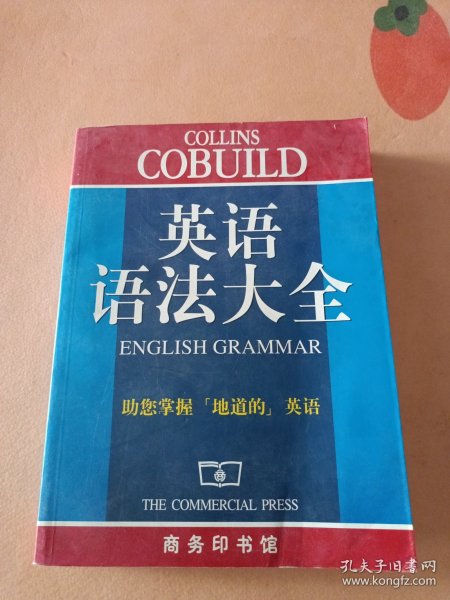 COLLINS
COBUILD
英语
语法大全
ENGLISH GRAMMAR
助您掌握「地道的」英语
THE COMMERCIAL PRESS
商务印书馆
孔夫子旧书网
www.kongfz.com